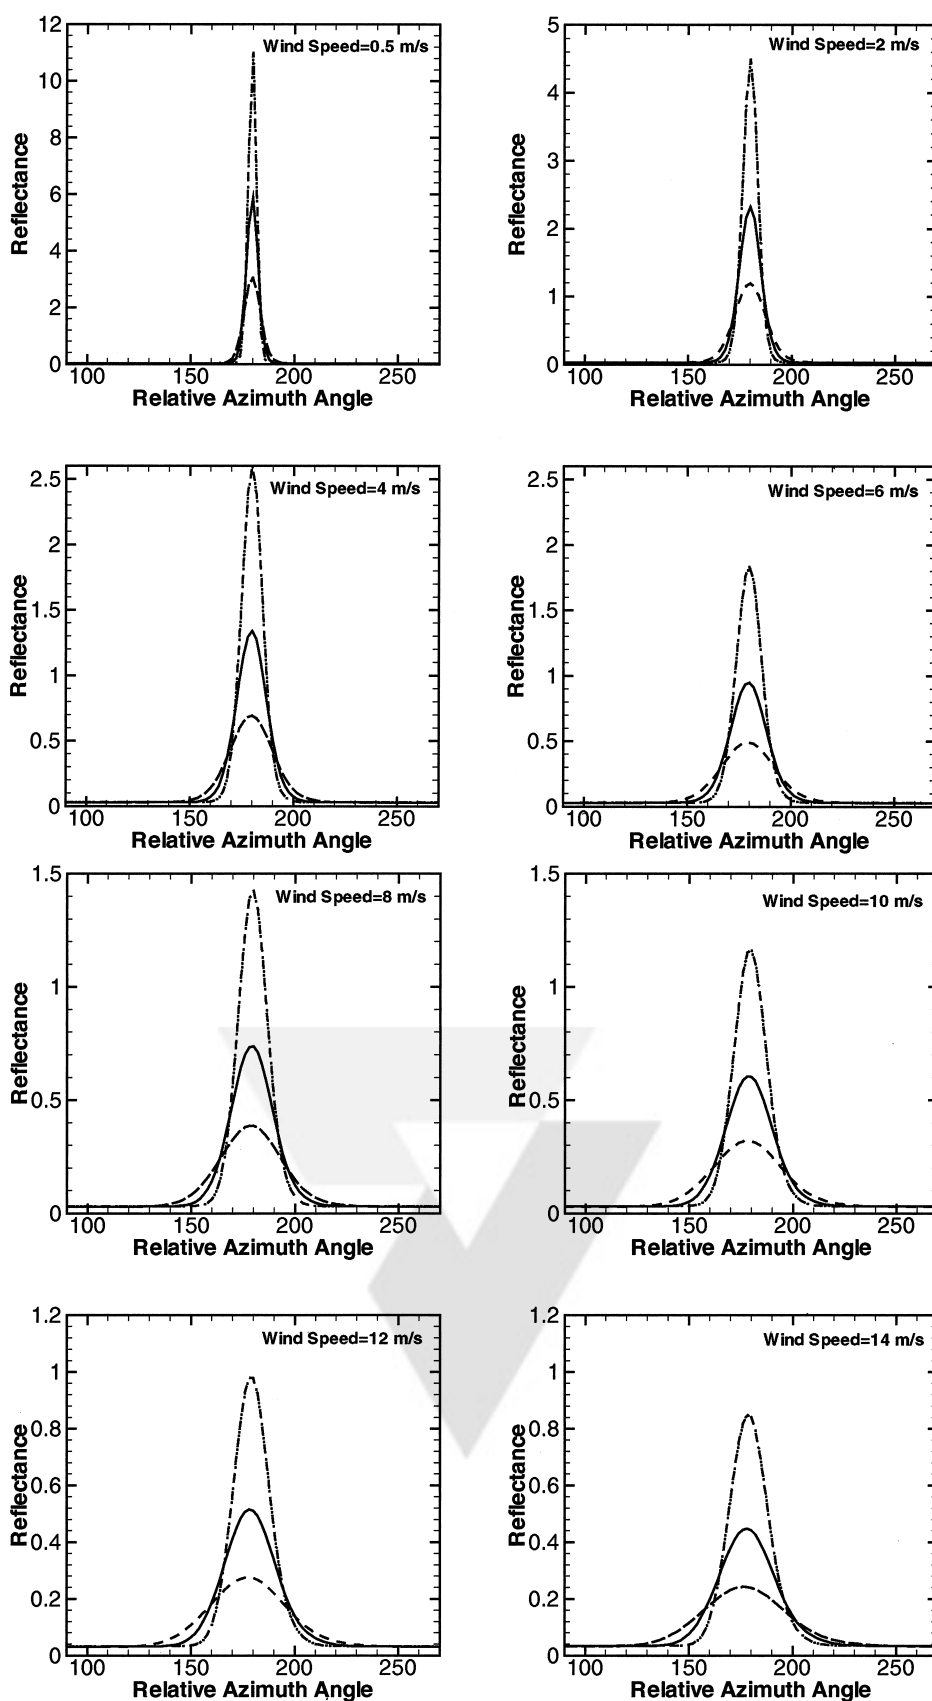 Wind Speed=0.5 m/s
12
10
8
6
4
2
0
Reflectance
100 150 200 250
Relative Azimuth Angle
Wind Speed=2 m/s
5
4
3
2
1
0
Reflectance
100 150 200 250
Relative Azimuth Angle
Wind Speed=4 m/s
2.5
2
1.5
1
0.5
0
Reflectance
100 150 200 250
Relative Azimuth Angle
Wind Speed=6 m/s
2.5
2
1.5
1
0.5
0
Reflectance
100 150 200 250
Relative Azimuth Angle
Wind Speed=8 m/s
1.5
1
0.5
0
Reflectance
100 150 200 250
Relative Azimuth Angle
Wind Speed=10 m/s
1.5
1
0.5
0
Reflectance
100 150 200 250
Relative Azimuth Angle
Wind Speed=12 m/s
1.2
1
0.8
0.6
0.4
0.2
0
Reflectance
100 150 200 250
Relative Azimuth Angle
Wind Speed=14 m/s
1.2
1
0.8
0.6
0.4
0.2
0
Reflectance
100 150 200 250
Relative Azimuth Angle